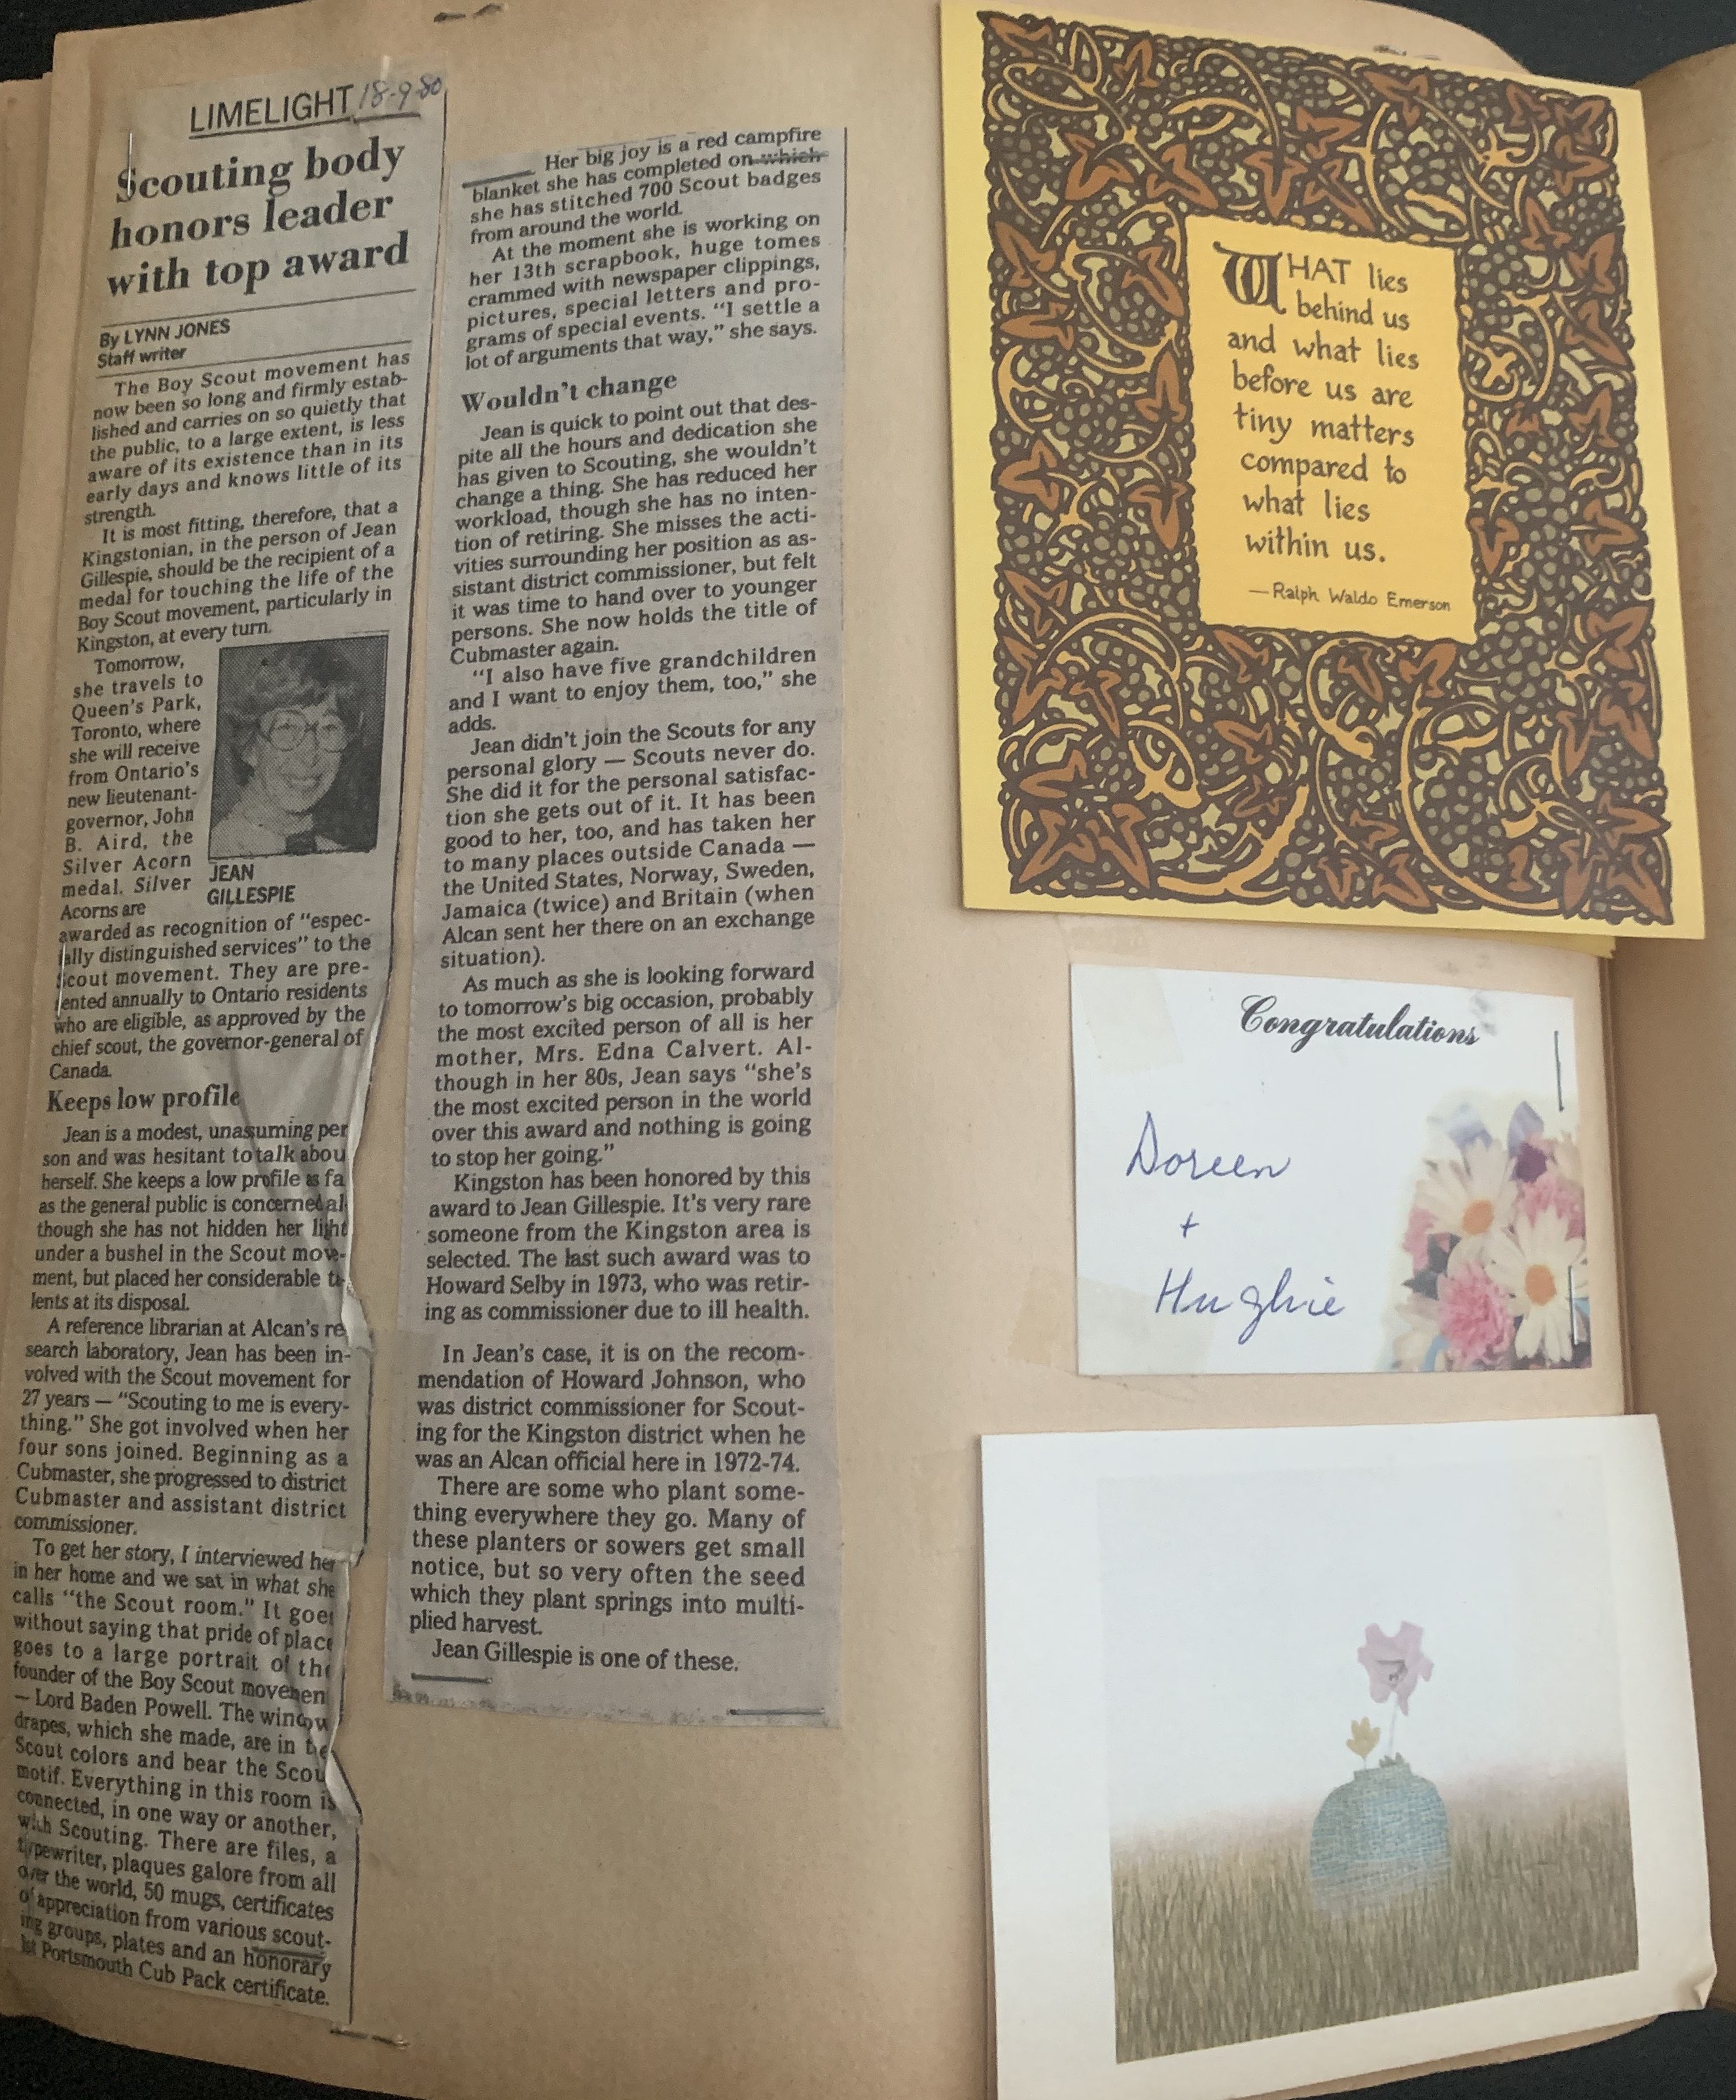 LIMELIGHT 18-9-80
Scouting body
honors leader
with top award
By LYNN JONES
Staff writer
The Boy Scout movement has
now been so long and firmly estab-
lished and carries on so quietly that
the public, to a large extent, is less
aware of its existence than in its
early days and knows little of its
strength.
It is most fitting, therefore, that a
Kingstonian, in the person of Jean
Gillespie, should be the recipient of a
medal for touching the life of the
Boy Scout movement, particularly in
Kingston, at every turn.
Tomorrow,
she travels to
Queen's Park,
Toronto, where
she will receive
from Ontario's
new lieutenant-
governor, John
B. Aird, the
Silver Acorn
medal. Silver
Acorns are
JEAN
GILLESPIE
awarded as recognition of "espec-
ially distinguished services" to the
Scout movement. They are pre-
sented annually to Ontario residents
who are eligible, as approved by the
chief scout, the governor-general of
Canada.
Keeps low profile
Jean is a modest, unasuming per
son and was hesitant to talk abou
herself. She keeps a low profile as fa
as the general public is concerned al-
though she has not hidden her light
under a bushel in the Scout move-
ment, but placed her considerable ta-
lents at its disposal.
A reference librarian at Alcan's re
search laboratory, Jean has been in-
volved with the Scout movement for
27 years — "Scouting to me is every-
thing." She got involved when her
four sons joined. Beginning as a
Cubmaster, she progressed to district
Cubmaster and assistant district
commissioner.
To get her story, I interviewed her
in her home and we sat in what she
calls "the Scout room." It goes
without saying that pride of place
goes to a large portrait of the
founder of the Boy Scout movemen
— Lord Baden Powell. The window
drapes, which she made, are in the
Scout colors and bear the Scou
motif. Everything in this room is
connected, in one way or another,
with Scouting. There are files, a
typewriter, plaques galore from all
over the world, 50 mugs, certificates
of appreciation from various scout-
ing groups, plates and an honorary
1st Portsmouth Cub Pack certificate.
Her big joy is a red campfire
blanket she has completed on which
she has stitched 700 Scout badges
from around the world.
At the moment she is working on
her 13th scrapbook, huge tomes
crammed with newspaper clippings,
pictures, special letters and pro-
grams of special events. "I settle a
lot of arguments that way," she says.
Wouldn't change
Jean is quick to point out that des-
pite all the hours and dedication she
has given to Scouting, she wouldn't
change a thing. She has reduced her
workload, though she has no inten-
tion of retiring. She misses the acti-
vities surrounding her position as as-
sistant district commissioner, but felt
it was time to hand over to younger
persons. She now holds the title of
Cubmaster again.
"I also have five grandchildren
and I want to enjoy them, too," she
adds.
Jean didn't join the Scouts for any
personal glory — Scouts never do.
She did it for the personal satisfac-
tion she gets out of it. It has been
good to her, too, and has taken her
to many places outside Canada —
the United States, Norway, Sweden,
Jamaica (twice) and Britain (when
Alcan sent her there on an exchange
situation).
As much as she is looking forward
to tomorrow's big occasion, probably
the most excited person of all is her
mother, Mrs. Edna Calvert. Al-
though in her 80s, Jean says "she's
the most excited person in the world
over this award and nothing is going
to stop her going."
Kingston has been honored by this
award to Jean Gillespie. It's very rare
someone from the Kingston area is
selected. The last such award was to
Howard Selby in 1973, who was retir-
ing as commissioner due to ill health.
In Jean's case, it is on the recom-
mendation of Howard Johnson, who
was district commissioner for Scout-
ing for the Kingston district when he
was an Alcan official here in 1972-74.
There are some who plant some-
thing everywhere they go. Many of
these planters or sowers get small
notice, but so very often the seed
which they plant springs into multi-
plied harvest.
Jean Gillespie is one of these.
WHAT lies
behind us
and what lies
before us are
tiny matters
compared to
what lies
within us.
—Ralph Waldo Emerson
Congratulations
Doreen
+
Hughie